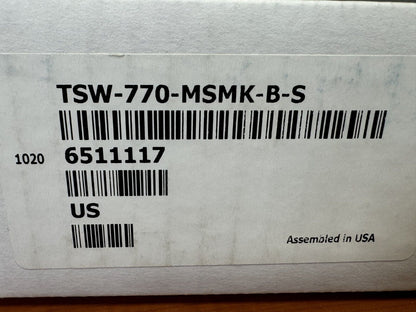 TSW-770-MSMK-B-S
1020 6511117
US
Assembled in USA